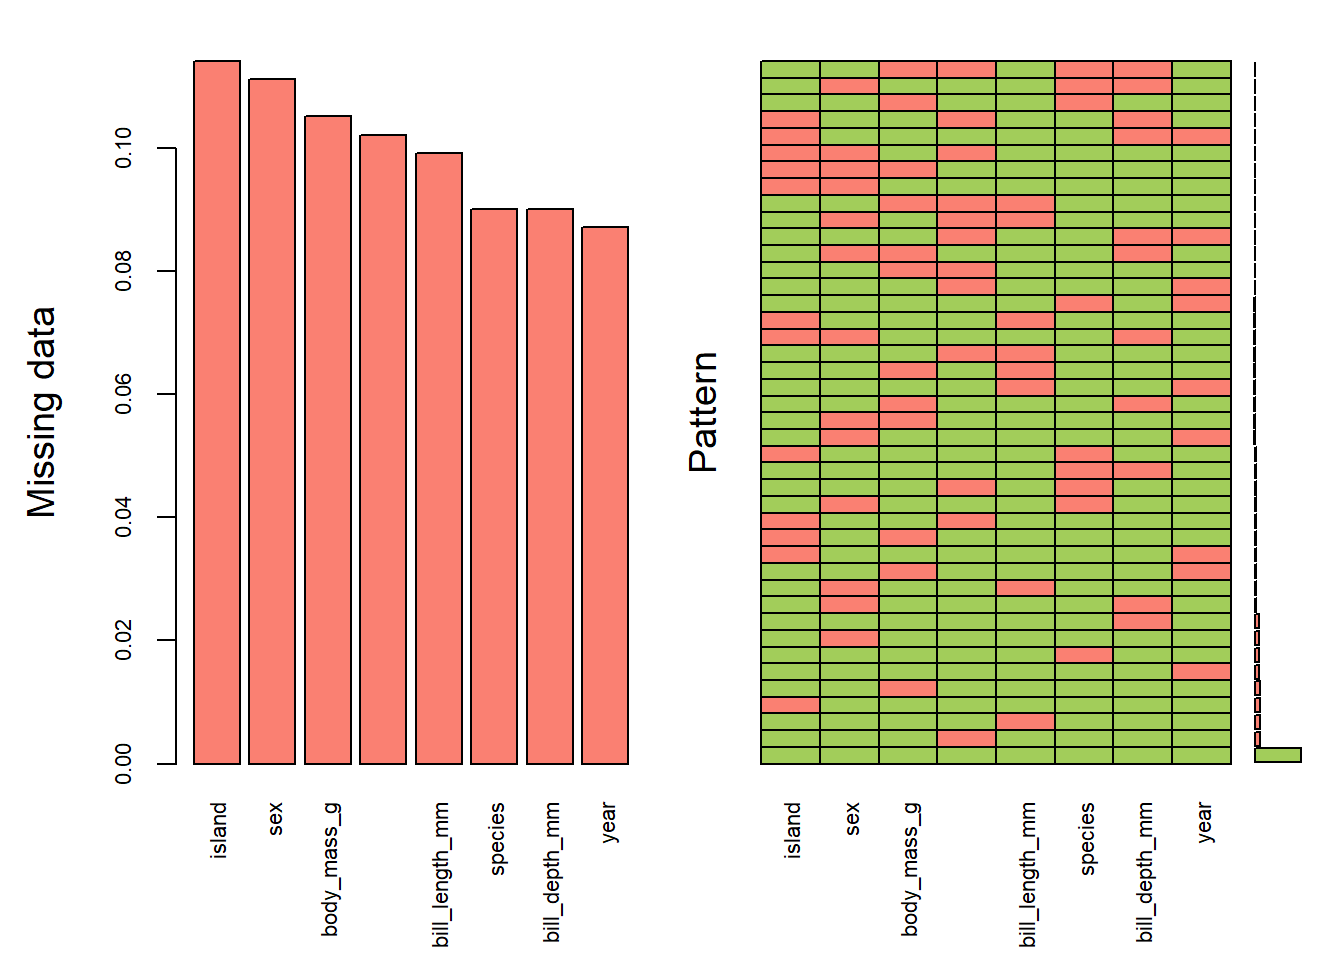 Missing data
0.10
0.08
0.06
0.04
0.02
0.00
island
sex
body_mass_g
bill_length_mm
species
bill_depth_mm
year
Pattern
island
sex
body_mass_g
bill_length_mm
species
bill_depth_mm
year